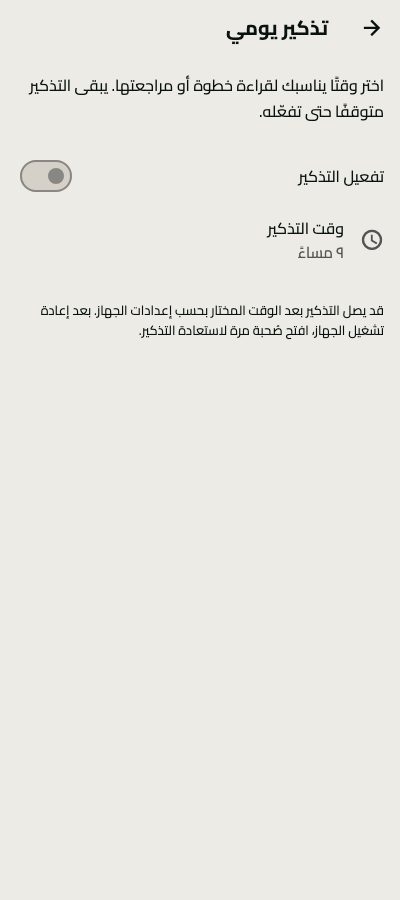 تذكير يومي
اختر وقتًا يناسبك لقراءة خطوة أو مراجعتها. يبقى التذكير
متوقفًا حتى تفعّله.
تفعيل التذكير
وقت التذكير
٩ مساءً
قد يصل التذكير بعد الوقت المختار بحسب إعدادات الجهاز. بعد إعادة
تشغيل الجهاز، افتح صُحبة مرة لاستعادة التذكير.